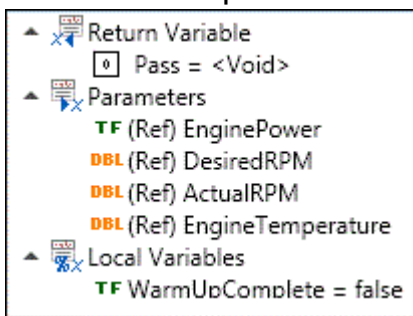 Return Variable
0 Pass = <Void>
Parameters
TF (Ref) EnginePower
DBL (Ref) DesiredRPM
DBL (Ref) ActualRPM
DBL (Ref) EngineTemperature
Local Variables
TF WarmUpComplete = false